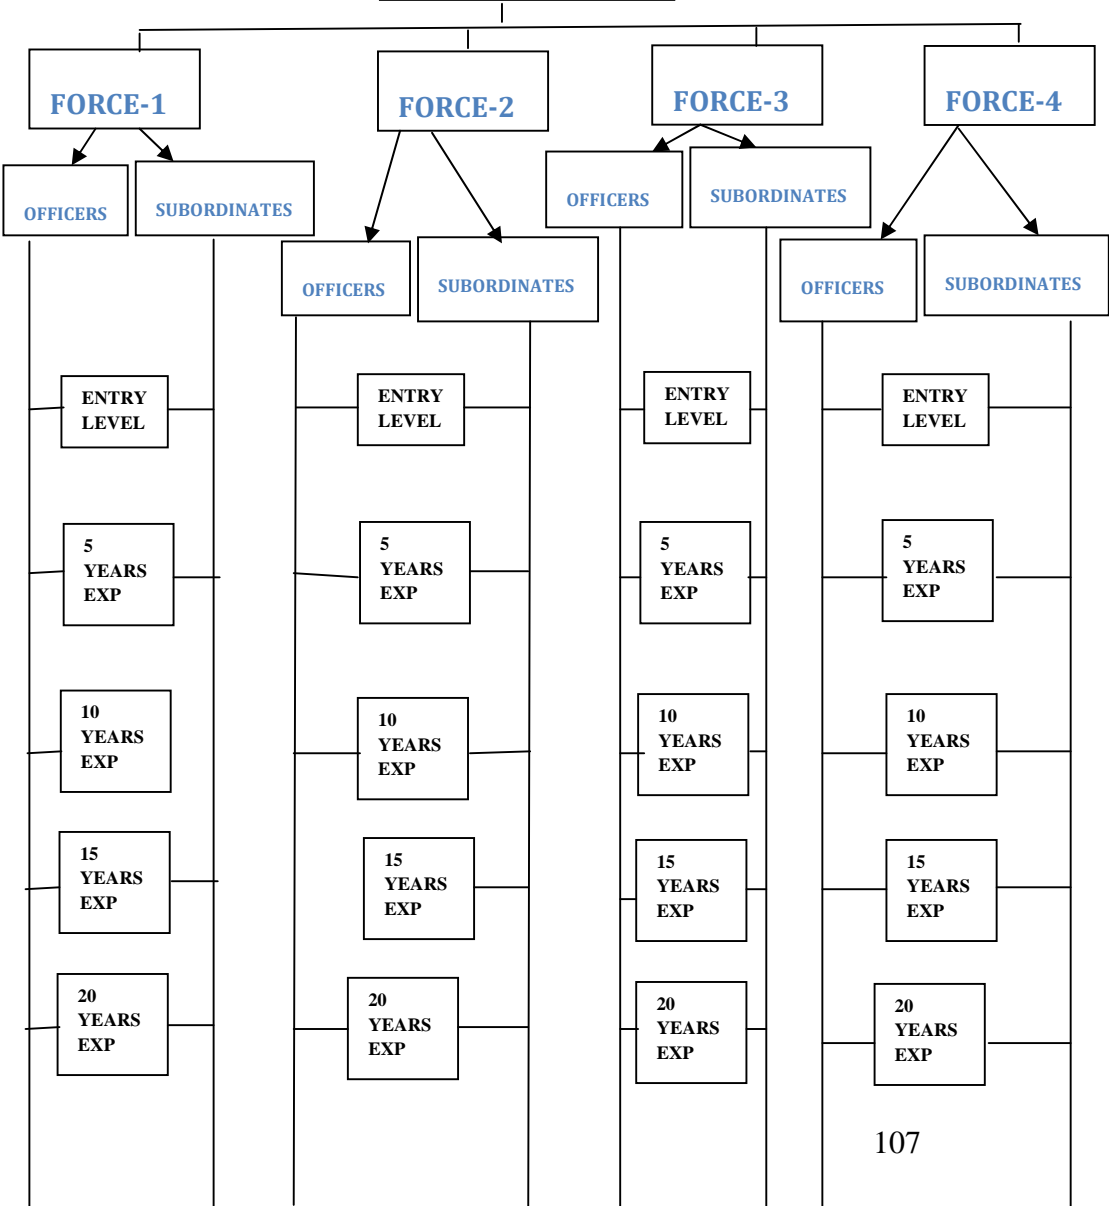 FORCE-1
FORCE-2
FORCE-3
FORCE-4
OFFICERS
SUBORDINATES
OFFICERS
SUBORDINATES
OFFICERS
SUBORDINATES
OFFICERS
SUBORDINATES
ENTRY
LEVEL
ENTRY
LEVEL
ENTRY
LEVEL
ENTRY
LEVEL
5
YEARS
EXP
5
YEARS
EXP
5
YEARS
EXP
5
YEARS
EXP
10
YEARS
EXP
10
YEARS
EXP
10
YEARS
EXP
10
YEARS
EXP
15
YEARS
EXP
15
YEARS
EXP
15
YEARS
EXP
15
YEARS
EXP
20
YEARS
EXP
20
YEARS
EXP
20
YEARS
EXP
20
YEARS
EXP
107